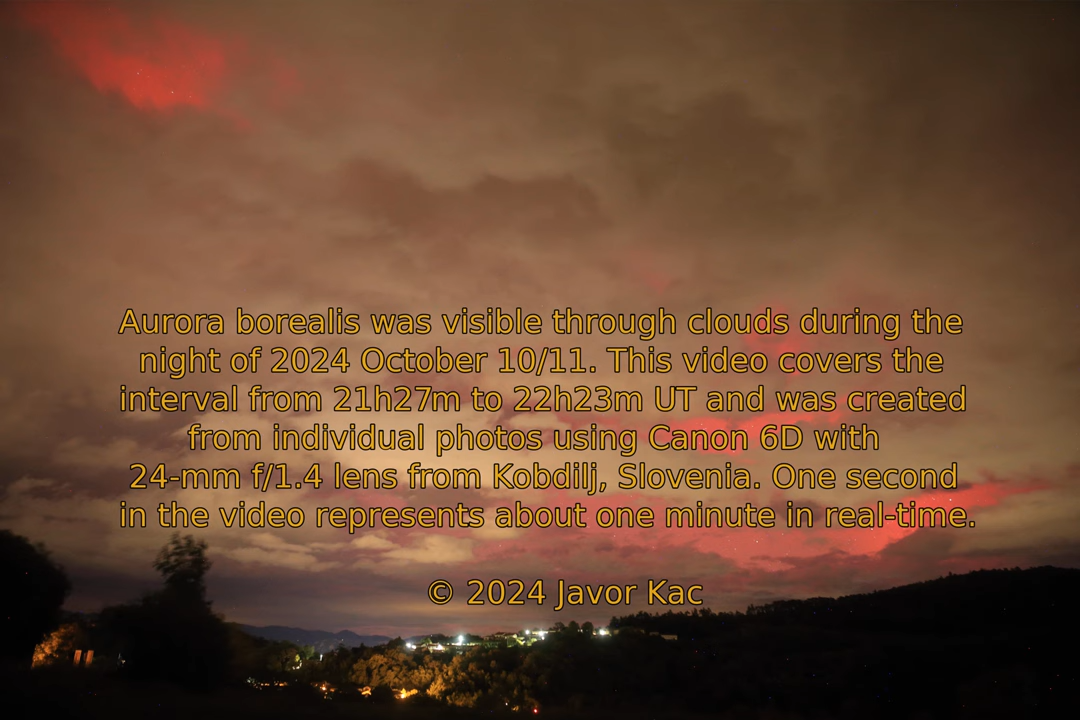 Aurora borealis was visible through clouds during the
night of 2024 October 10/11. This video covers the
interval from 21h27m to 22h23m UT and was created
from individual photos using Canon 6D with
24-mm f/1.4 lens from Kobdilj, Slovenia. One second
in the video represents about one minute in real-time.
© 2024 Javor Kac